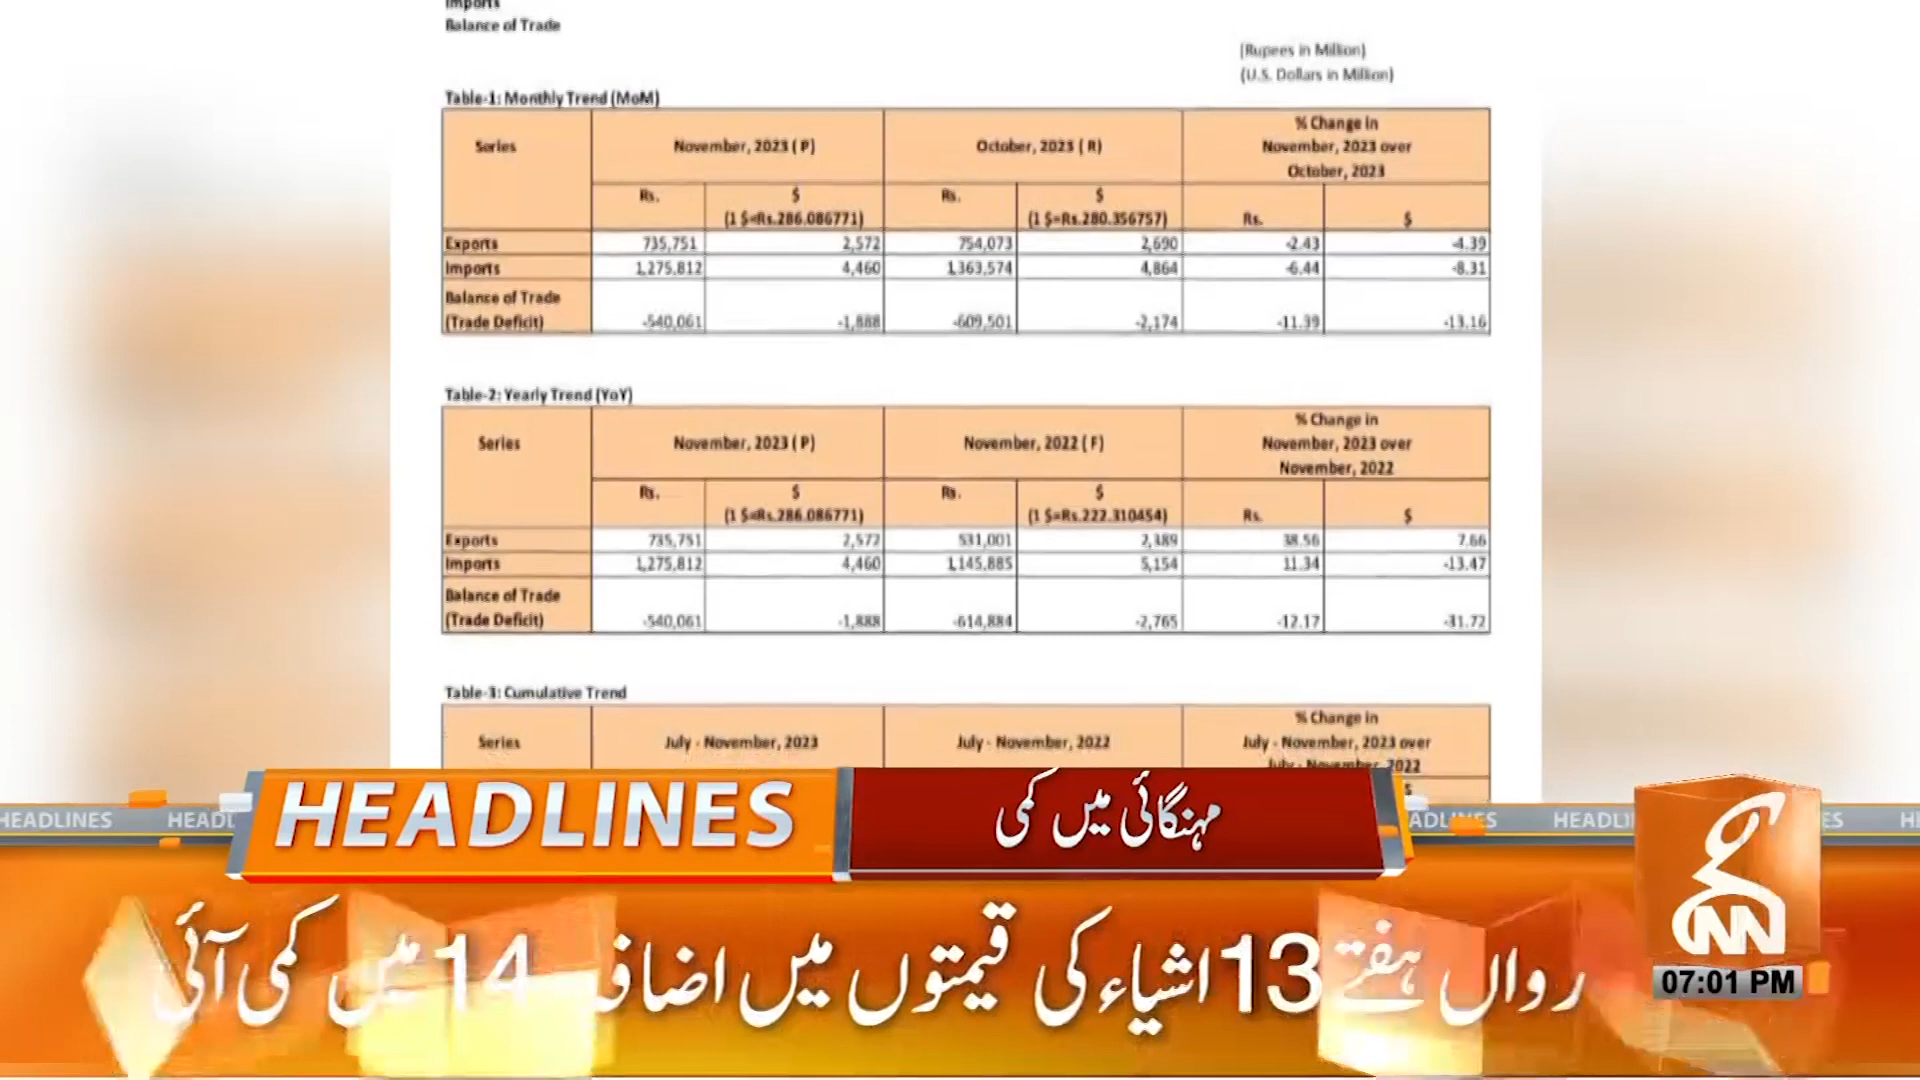 Imports
Balance of Trade
(Rupees in Million)
(U.S. Dollars in Million)
Table-1: Monthly Trend (MoM)
Series November, 2023 ( P) October, 2023 ( R) % Change in November, 2023 over October, 2023
Rs. $ (1 $=Rs.286.086771) Rs. $ (1 $=Rs.280.356757) Rs. $
Exports 735,751 2,572 754,073 2,690 -2.43 -4.39
Imports 1,275,812 4,460 1,363,574 4,864 -6.44 -8.31
Balance of Trade (Trade Deficit) -540,061 -1,888 -609,501 -2,174 -11.39 -13.16
Table-2: Yearly Trend (YoY)
Series November, 2023 ( P) November, 2022 ( F) % Change in November, 2023 over November, 2022
Rs. $ (1 $=Rs.286.086771) Rs. $ (1 $=Rs.222.310454) Rs. $
Exports 735,751 2,572 531,001 2,389 38.56 7.66
Imports 1,275,812 4,460 1,145,885 5,154 11.34 -13.47
Balance of Trade (Trade Deficit) -540,061 -1,888 -614,884 -2,765 -12.17 -31.72
Table-3: Cumulative Trend
Series July - November, 2023 July - November, 2022 % Change in July - November, 2023 over July - November, 2022
HEADLINES مہنگائی میں کمی
HEADLINES
رواں ہفتے 13 اشیاء کی قیمتوں میں اضافہ 14 میں کمی آئی
GNN
07:01 PM